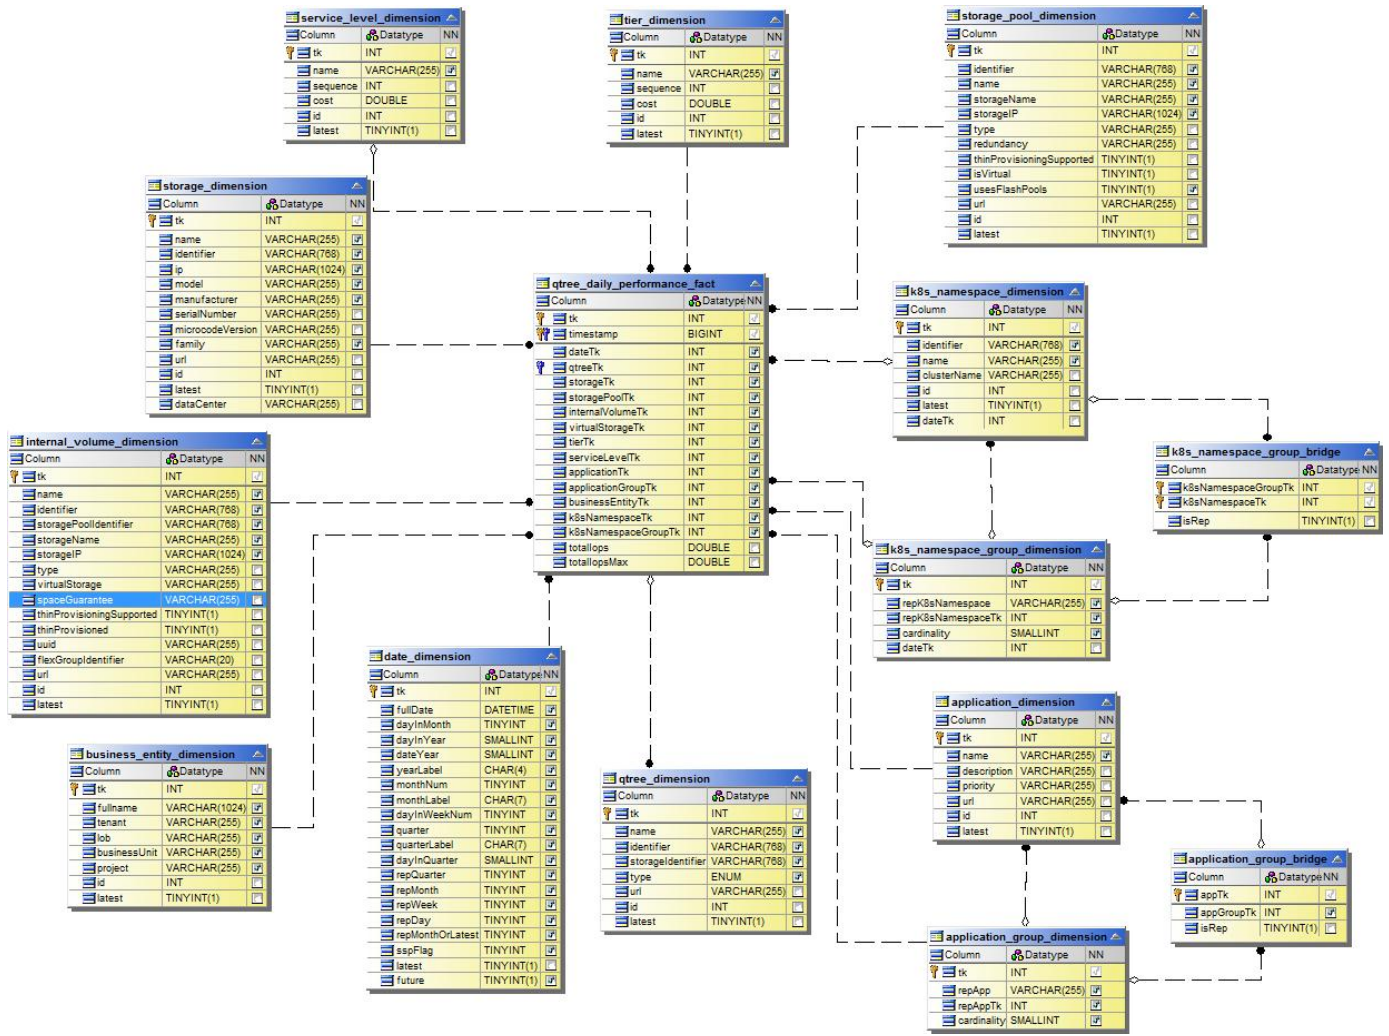 service_level_dimension
Column Datatype NN
tk INT
name VARCHAR(255)
sequence INT
cost DOUBLE
id INT
latest TINYINT(1)
tier_dimension
Column Datatype NN
tk INT
name VARCHAR(255)
sequence INT
cost DOUBLE
id INT
latest TINYINT(1)
storage_pool_dimension
Column Datatype NN
tk INT
identifier VARCHAR(768)
name VARCHAR(255)
storageName VARCHAR(255)
storageIP VARCHAR(1024)
type VARCHAR(255)
redundancy VARCHAR(255)
thinProvisioningSupported TINYINT(1)
isVirtual TINYINT(1)
usesFlashPools TINYINT(1)
url VARCHAR(255)
id INT
latest TINYINT(1)
storage_dimension
Column Datatype NN
tk INT
name VARCHAR(255)
identifier VARCHAR(768)
ip VARCHAR(1024)
model VARCHAR(255)
manufacturer VARCHAR(255)
serialNumber VARCHAR(255)
microcodeVersion VARCHAR(255)
family VARCHAR(255)
url VARCHAR(255)
id INT
latest TINYINT(1)
dataCenter VARCHAR(255)
qtree_daily_performance_fact
Column Datatype NN
tk INT
timestamp BIGINT
dateTk INT
qtreeTk INT
storageTk INT
storagePoolTk INT
internalVolumeTk INT
virtualStorageTk INT
tierTk INT
serviceLevelTk INT
applicationTk INT
applicationGroupTk INT
businessEntityTk INT
k8sNamespaceTk INT
k8sNamespaceGroupTk INT
totalIops DOUBLE
totalIopsMax DOUBLE
k8s_namespace_dimension
Column Datatype NN
tk INT
identifier VARCHAR(768)
name VARCHAR(255)
clusterName VARCHAR(255)
id INT
latest TINYINT(1)
dateTk INT
k8s_namespace_group_bridge
Column Datatype NN
k8sNamespaceGroupTk INT
k8sNamespaceTk INT
isRep TINYINT(1)
internal_volume_dimension
Column Datatype NN
tk INT
name VARCHAR(255)
identifier VARCHAR(768)
storagePoolIdentifier VARCHAR(768)
storageName VARCHAR(255)
storageIP VARCHAR(1024)
type VARCHAR(255)
virtualStorage VARCHAR(255)
spaceGuarantee VARCHAR(255)
thinProvisioningSupported TINYINT(1)
thinProvisioned TINYINT(1)
uuid VARCHAR(255)
flexGroupIdentifier VARCHAR(20)
url VARCHAR(255)
id INT
latest TINYINT(1)
k8s_namespace_group_dimension
Column Datatype NN
tk INT
repK8sNamespace VARCHAR(255)
repK8sNamespaceTk INT
cardinality SMALLINT
dateTk INT
business_entity_dimension
Column Datatype NN
tk INT
fullname VARCHAR(1024)
tenant VARCHAR(255)
lob VARCHAR(255)
businessUnit VARCHAR(255)
project VARCHAR(255)
id INT
latest TINYINT(1)
date_dimension
Column Datatype NN
tk INT
fullDate DATETIME
dayInMonth TINYINT
dayInYear SMALLINT
dateYear SMALLINT
yearLabel CHAR(4)
monthNum TINYINT
monthLabel CHAR(7)
dayInWeekNum TINYINT
quarter TINYINT
quarterLabel CHAR(7)
dayInQuarter SMALLINT
repQuarter TINYINT
repMonth TINYINT
repWeek TINYINT
repDay TINYINT
repMonthOrLatest TINYINT
sspFlag TINYINT
latest TINYINT(1)
future TINYINT(1)
qtree_dimension
Column Datatype NN
tk INT
name VARCHAR(255)
identifier VARCHAR(768)
storageIdentifier VARCHAR(768)
type ENUM
url VARCHAR(255)
id INT
latest TINYINT(1)
application_dimension
Column Datatype NN
tk INT
name VARCHAR(255)
description VARCHAR(255)
priority VARCHAR(255)
url VARCHAR(255)
id INT
latest TINYINT(1)
application_group_bridge
Column Datatype NN
appTk INT
appGroupTk INT
isRep TINYINT(1)
application_group_dimension
Column Datatype NN
tk INT
repApp VARCHAR(255)
repAppTk INT
cardinality SMALLINT